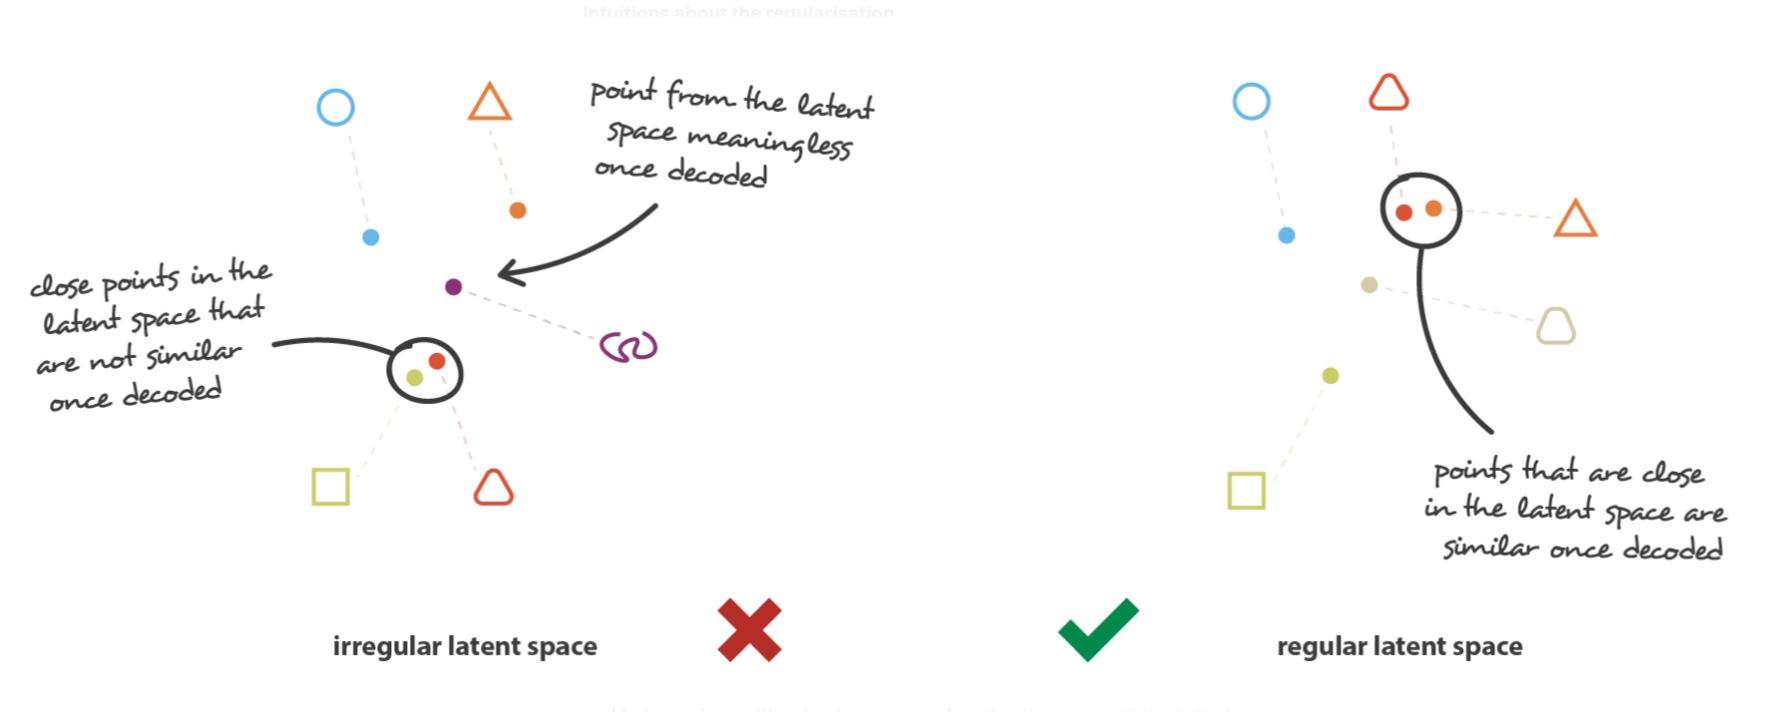 Intuitions about the regularisation
point from the latent
space meaningless
once decoded
close points in the
latent space that
are not similar
once decoded
points that are close
in the latent space are
similar once decoded
irregular latent space
regular latent space